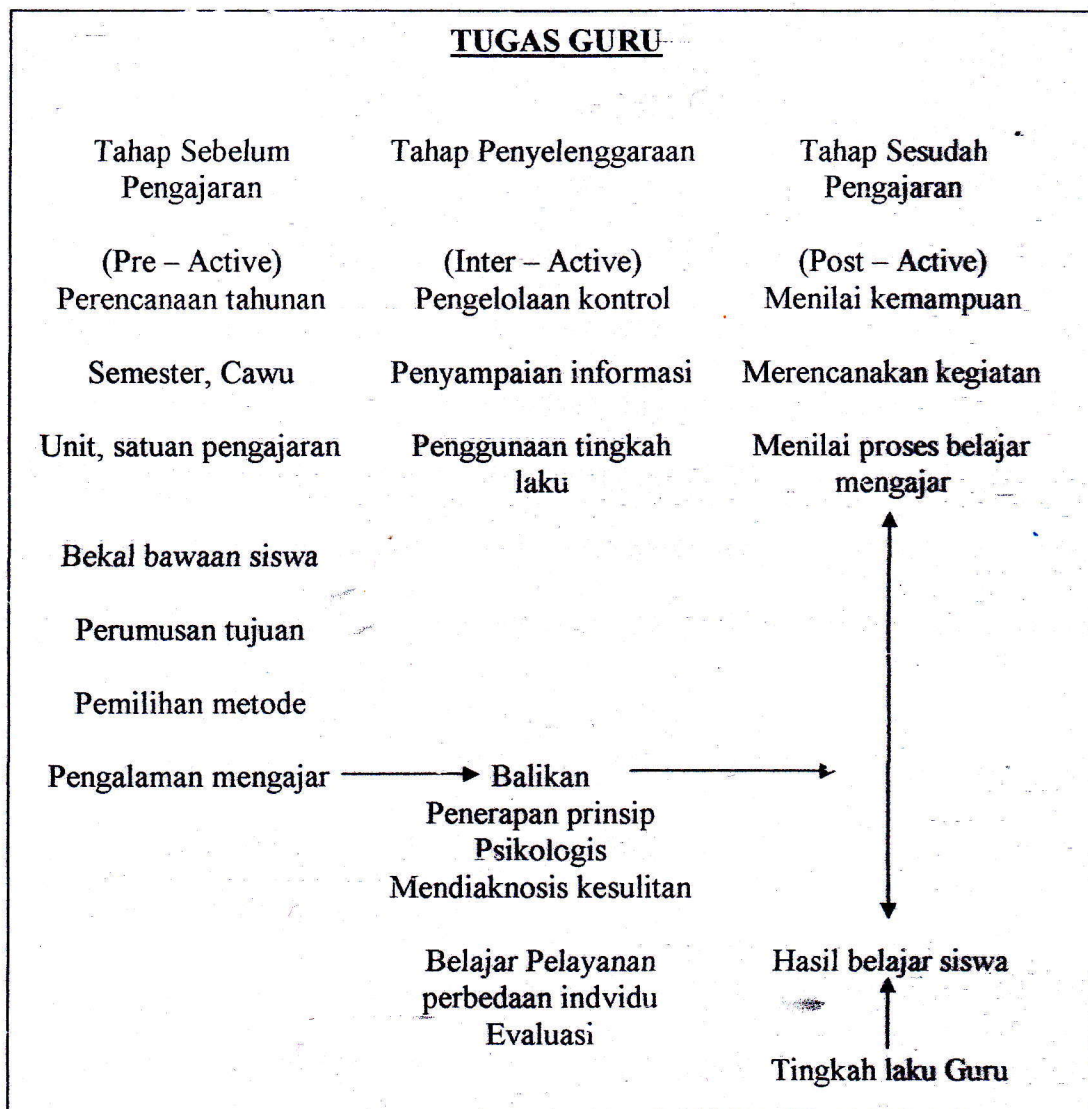 TUGAS GURU
Tahap Sebelum
Pengajaran
(Pre – Active)
Perencanaan tahunan
Semester, Cawu
Unit, satuan pengajaran
Bekal bawaan siswa
Perumusan tujuan
Pemilihan metode
Pengalaman mengajar
Tahap Penyelenggaraan
(Inter – Active)
Pengelolaan kontrol
Penyampaian informasi
Penggunaan tingkah
laku
Balikan
Penerapan prinsip
Psikologis
Mendiaknosis kesulitan
Belajar Pelayanan
perbedaan indvidu
Evaluasi
Tahap Sesudah
Pengajaran
(Post – Active)
Menilai kemampuan
Merencanakan kegiatan
Menilai proses belajar
mengajar
Hasil belajar siswa
Tingkah laku Guru